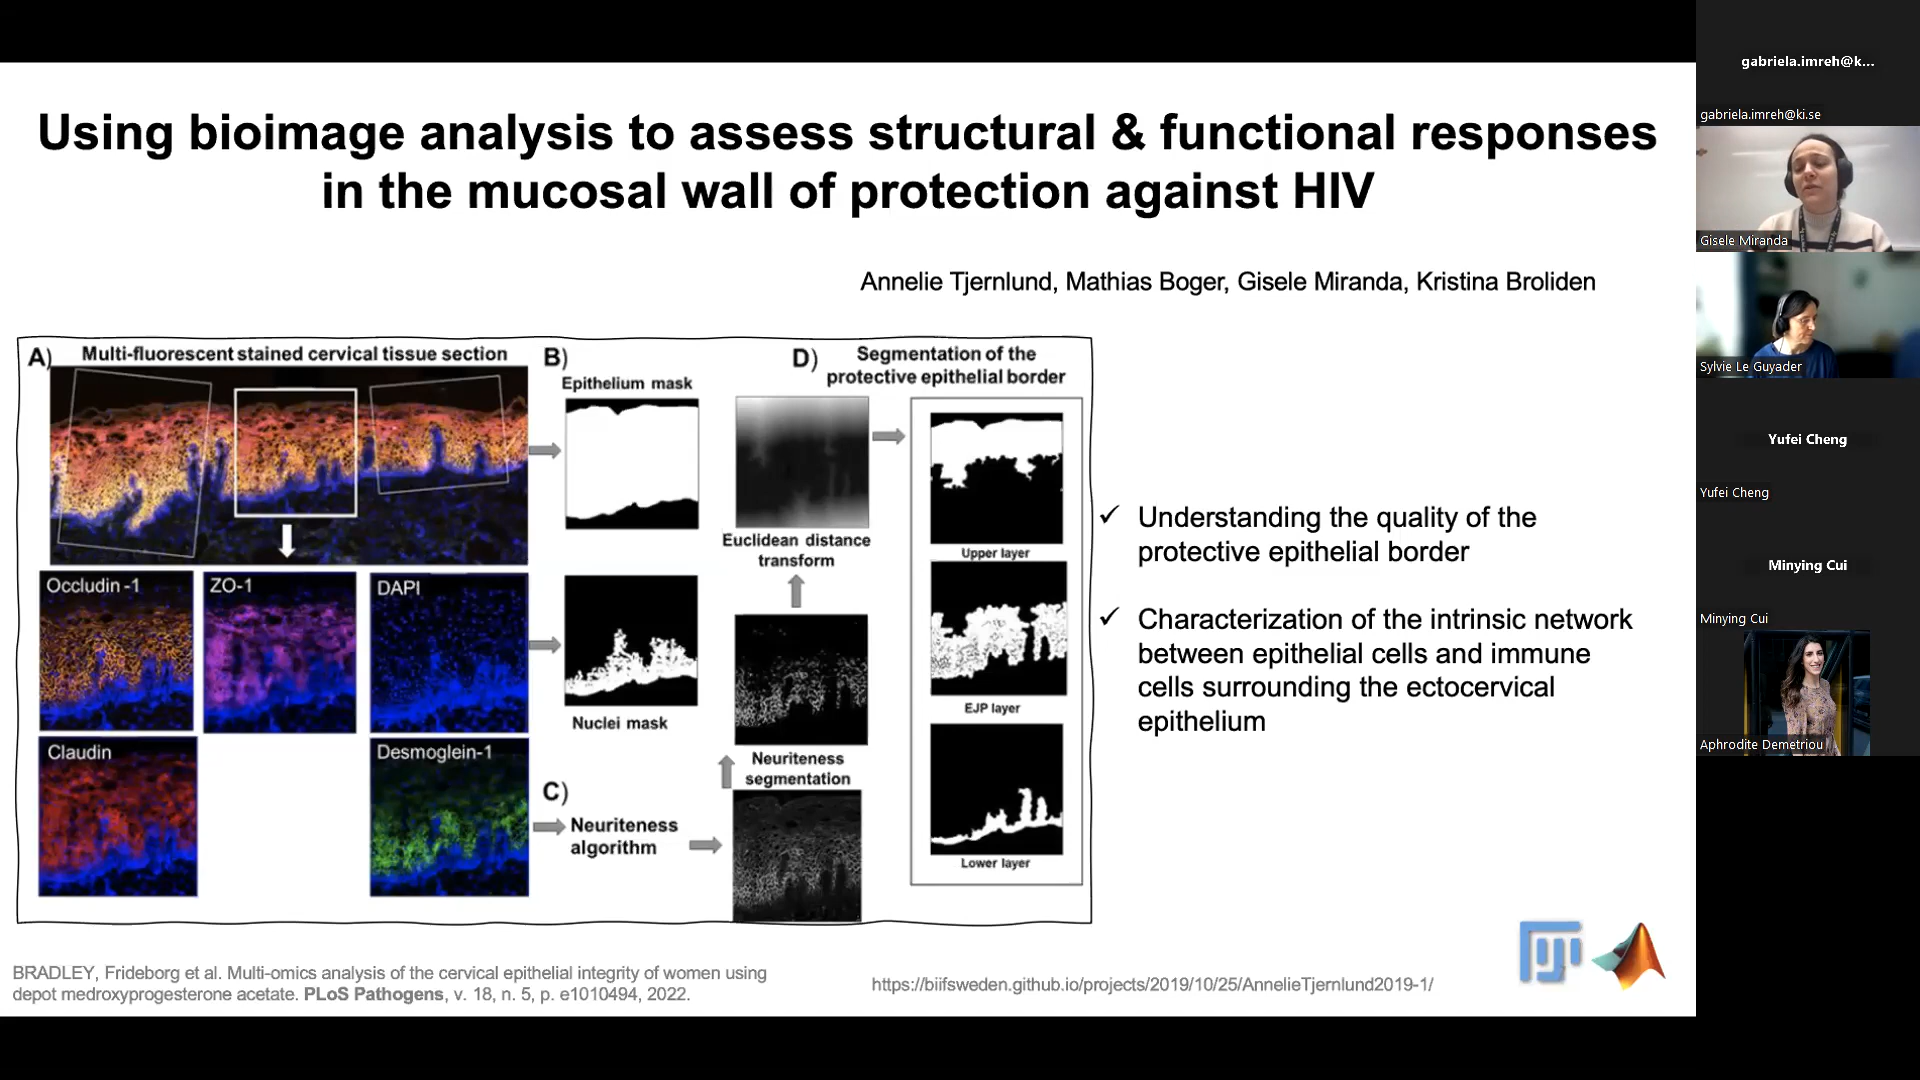 Using bioimage analysis to assess structural & functional responses
in the mucosal wall of protection against HIV
Annelie Tjernlund, Mathias Boger, Gisele Miranda, Kristina Broliden
A)
Multi-fluorescent stained cervical tissue section
B)
Epithelium mask
D)
Segmentation of the
protective epithelial border
Euclidean distance
transform
Upper layer
Occludin -1
ZO-1
DAPI
Nuclei mask
EJP layer
Claudin
Desmoglein-1
Neuriteness
segmentation
C)
Neuriteness
algorithm
Lower layer
✓ Understanding the quality of the
protective epithelial border
✓ Characterization of the intrinsic network
between epithelial cells and immune
cells surrounding the ectocervical
epithelium
BRADLEY, Frideborg et al. Multi-omics analysis of the cervical epithelial integrity of women using
depot medroxyprogesterone acetate. PLoS Pathogens, v. 18, n. 5, p. e1010494, 2022.
https://biifsweden.github.io/projects/2019/10/25/AnnelieTjernlund2019-1/
gabriela.imreh@k...
gabriela.imreh@ki.se
Gisele Miranda
Sylvie Le Guyader
Yufei Cheng
Yufei Cheng
Minying Cui
Minying Cui
Aphrodite Demetriou